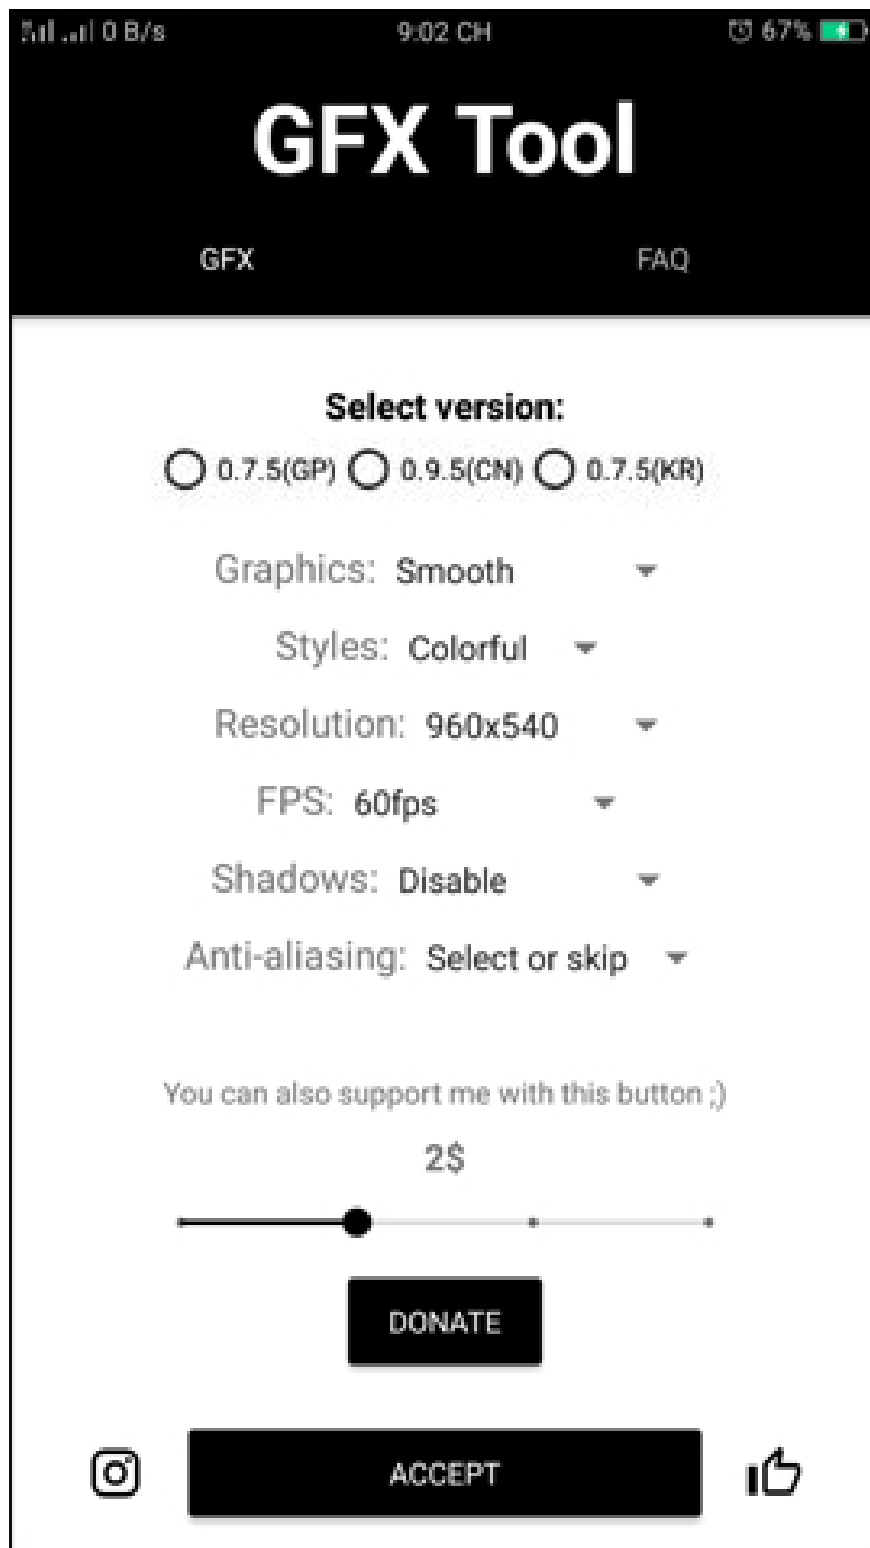 0 B/s 9:02 CH 67%
GFX Tool
GFX FAQ
Select version:
0.7.5(GP) 0.9.5(CN) 0.7.5(KR)
Graphics: Smooth
Styles: Colorful
Resolution: 960x540
FPS: 60fps
Shadows: Disable
Anti-aliasing: Select or skip
You can also support me with this button ;)
2$
DONATE
ACCEPT